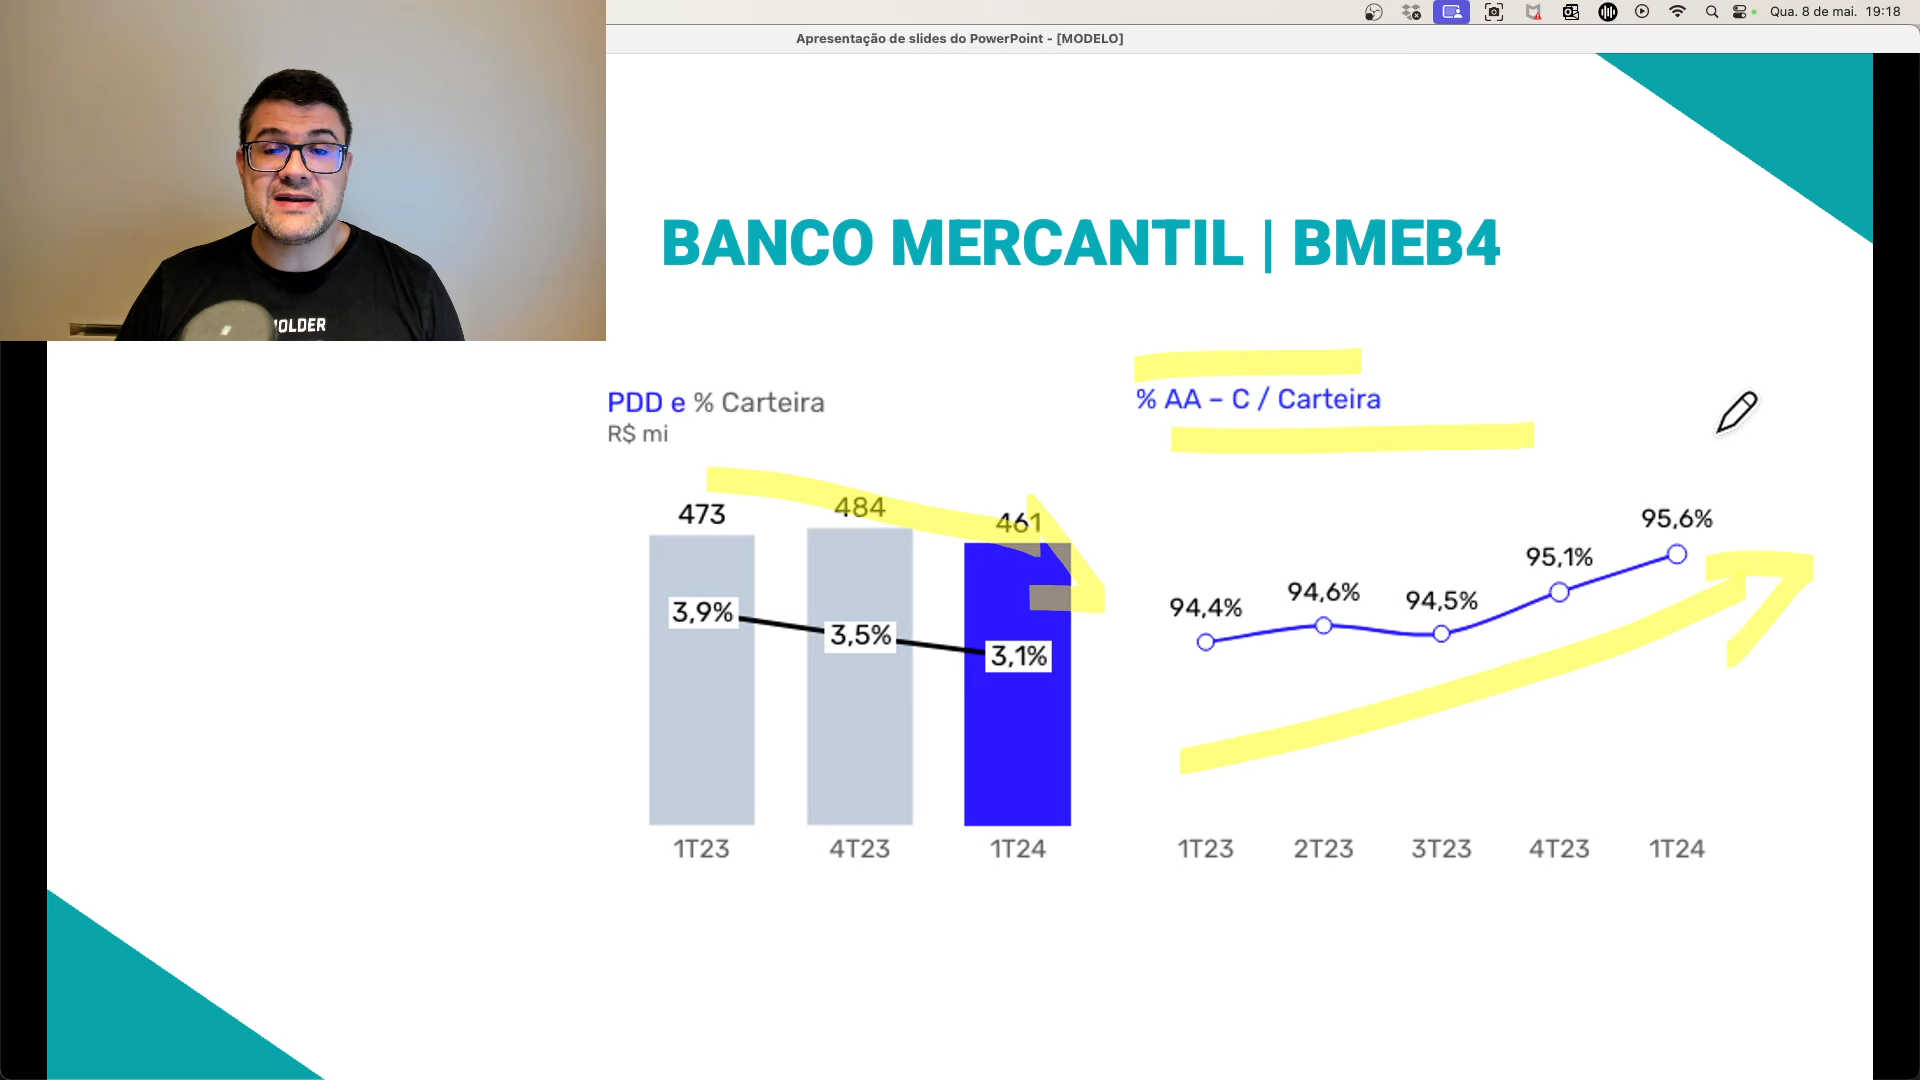 Qua. 8 de mai. 19:18
Apresentação de slides do PowerPoint - [MODELO]
OLDER
BANCO MERCANTIL | BMEB4
PDD e % Carteira
R$ mi
473
484
461
3,9%
3,5%
3,1%
1T23
4T23
1T24
% AA – C / Carteira
94,4%
94,6%
94,5%
95,1%
95,6%
1T23
2T23
3T23
4T23
1T24